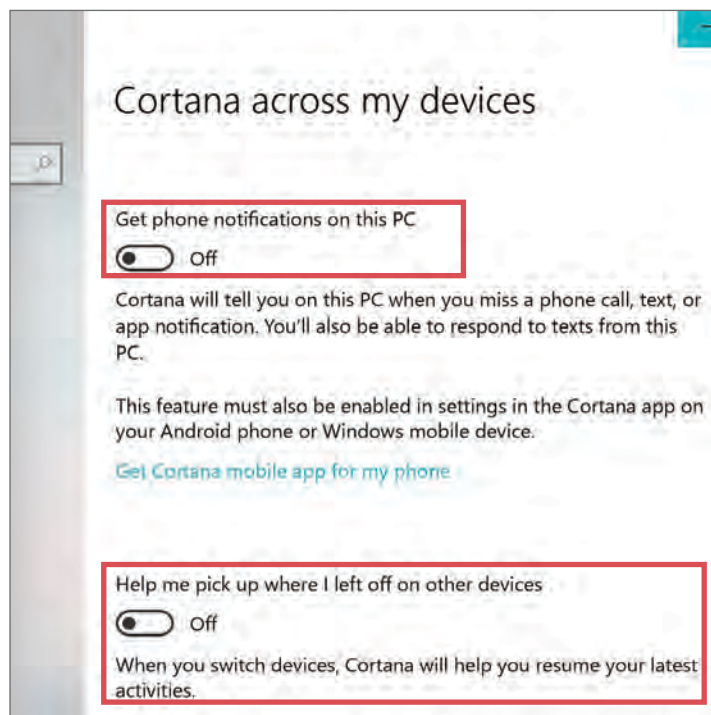 Cortana across my devices
Get phone notifications on this PC
Off
Cortana will tell you on this PC when you miss a phone call, text, or
app notification. You'll also be able to respond to texts from this
PC.
This feature must also be enabled in settings in the Cortana app on
your Android phone or Windows mobile device.
Get Cortana mobile app for my phone
Help me pick up where I left off on other devices
Off
When you switch devices, Cortana will help you resume your latest
activities.